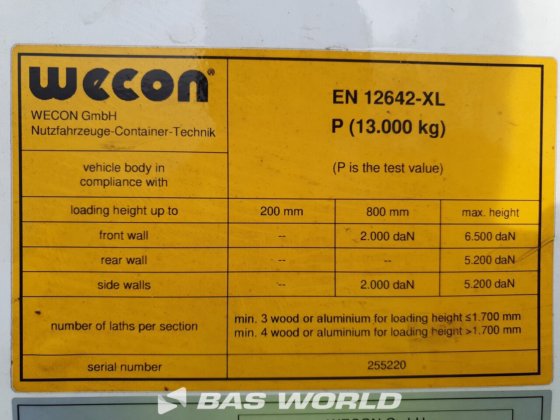 wecon®
WECON GmbH
Nutzfahrzeuge-Container-Technik
EN 12642-XL
P (13.000 kg)
vehicle body in
compliance with
(P is the test value)
loading height up to 200 mm 800 mm max. height
front wall -- 2.000 daN 6.500 daN
rear wall -- -- 5.200 daN
side walls -- 2.000 daN 5.200 daN
number of laths per section
min. 3 wood or aluminium for loading height ≤1.700 mm
min. 4 wood or aluminium for loading height >1.700 mm
serial number 255220
BAS WORLD